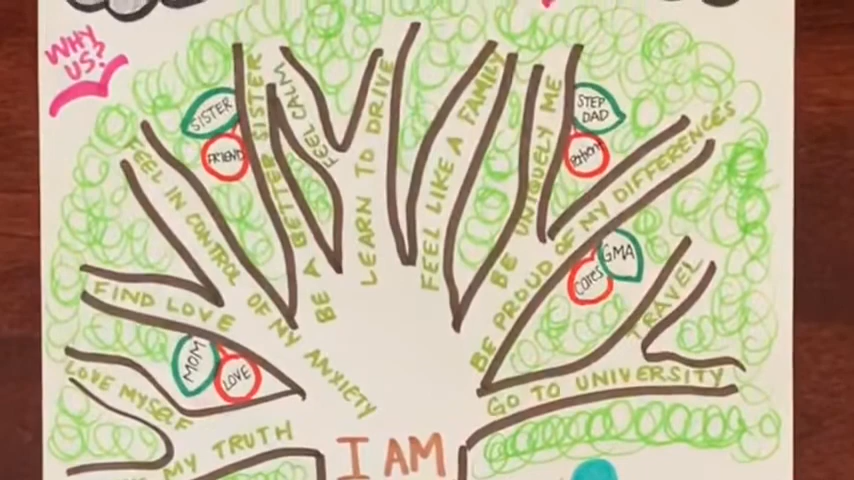 WHY
US?
SISTER
FRIEND
FEEL CALM
BE A BETTER SISTER
LEARN TO DRIVE
FEEL LIKE A FAMILY
BE UNIQUELY ME
STEP
DAD
BE PROUD OF MY DIFFERENCES
GMA
CARES
TRAVEL
GO TO UNIVERSITY
FEEL IN CONTROL OF MY ANXIETY
FIND LOVE
MOM
LOVE
LOVE MYSELF
MY TRUTH
I AM